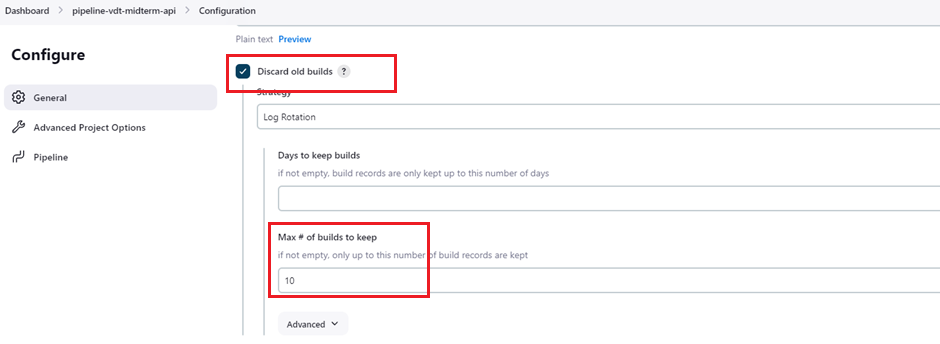 Dashboard > pipeline-vdt-midterm-api > Configuration
Configure
General
Advanced Project Options
Pipeline
Plain text Preview
Discard old builds ?
Strategy
Log Rotation
Days to keep builds
if not empty, build records are only kept up to this number of days
Max # of builds to keep
if not empty, only up to this number of build records are kept
10
Advanced